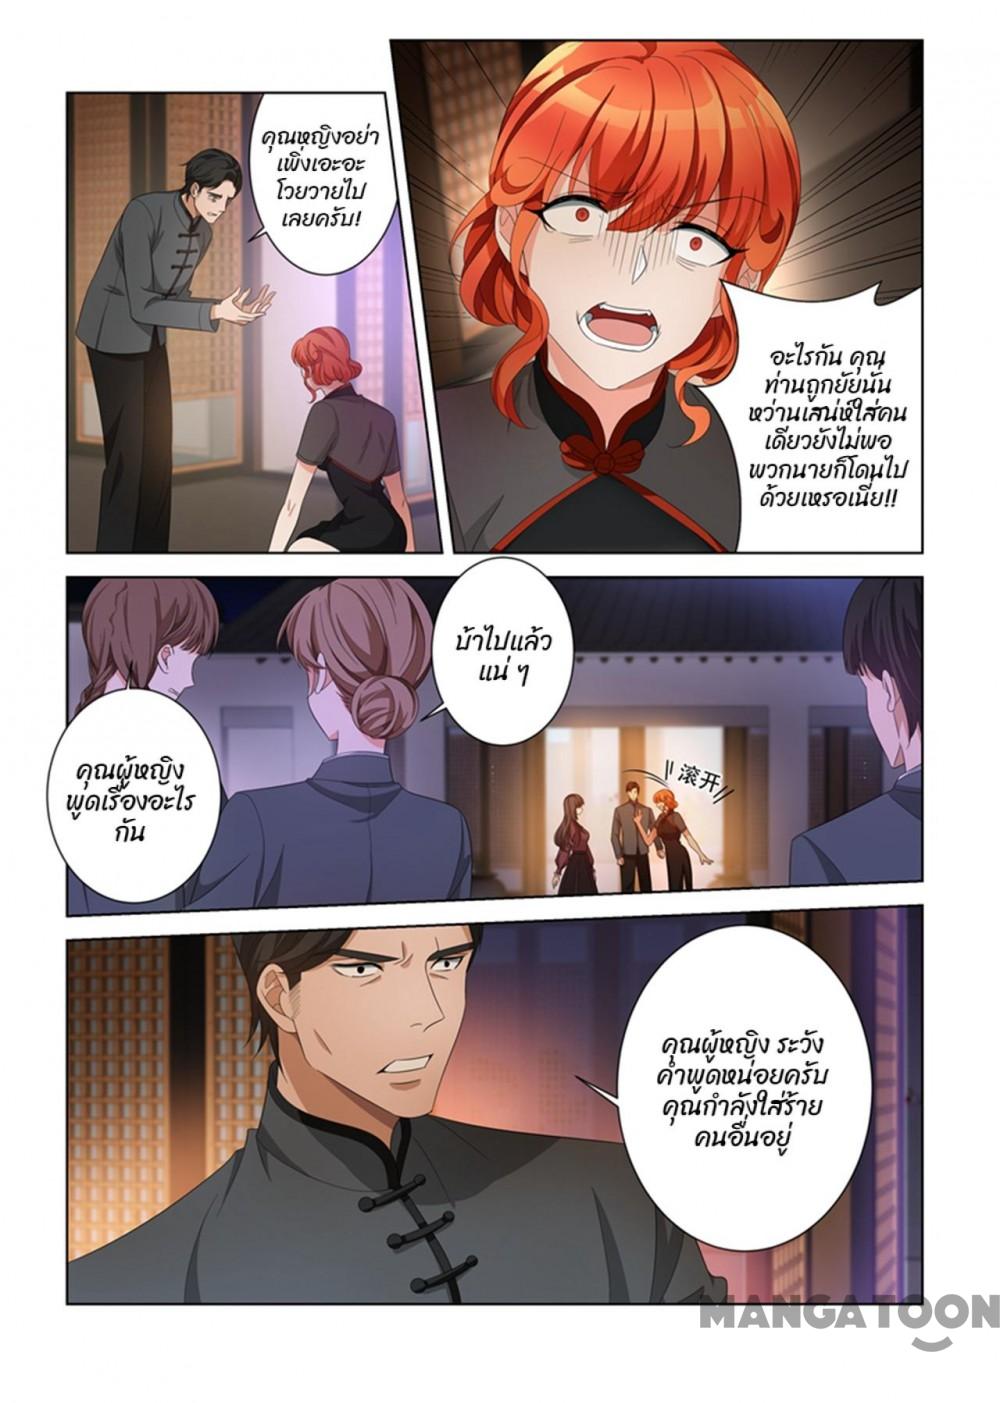 คุณหญิงอย่า
เพิ่งเอะอะ
โวยวายไป
เลยครับ!
อะไรกัน คุณ
ท่านถูกยัยนั่น
หว่านเสน่ห์ใส่คน
เดียวยังไม่พอ
พวกนายก็โดนไป
ด้วยเหรอเนี่ย!!
บ้าไปแล้ว
แน่ ๆ
คุณผู้หญิง
พูดเรื่องอะไร
กัน
滚开
คุณผู้หญิง ระวัง
คำพูดหน่อยครับ
คุณกำลังใส่ร้าย
คนอื่นอยู่
MANGATOON